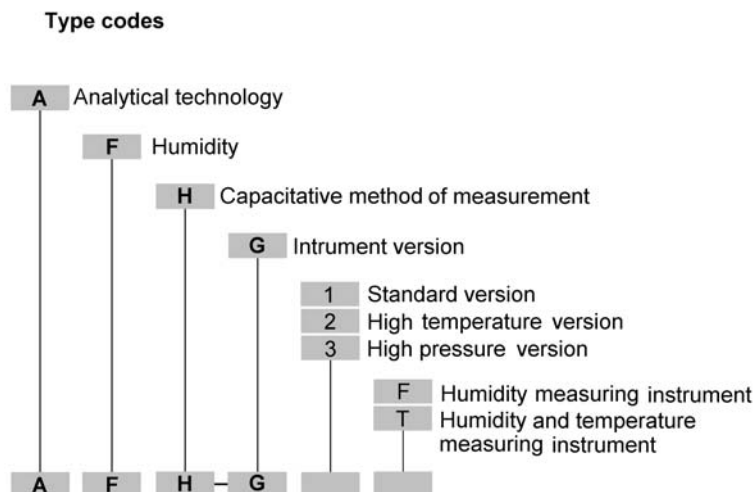 Type codes
A Analytical technology
F Humidity
H Capacitative method of measurement
G Intrument version
1 Standard version
2 High temperature version
3 High pressure version
F Humidity measuring instrument
T Humidity and temperature
measuring instrument
A F H – G